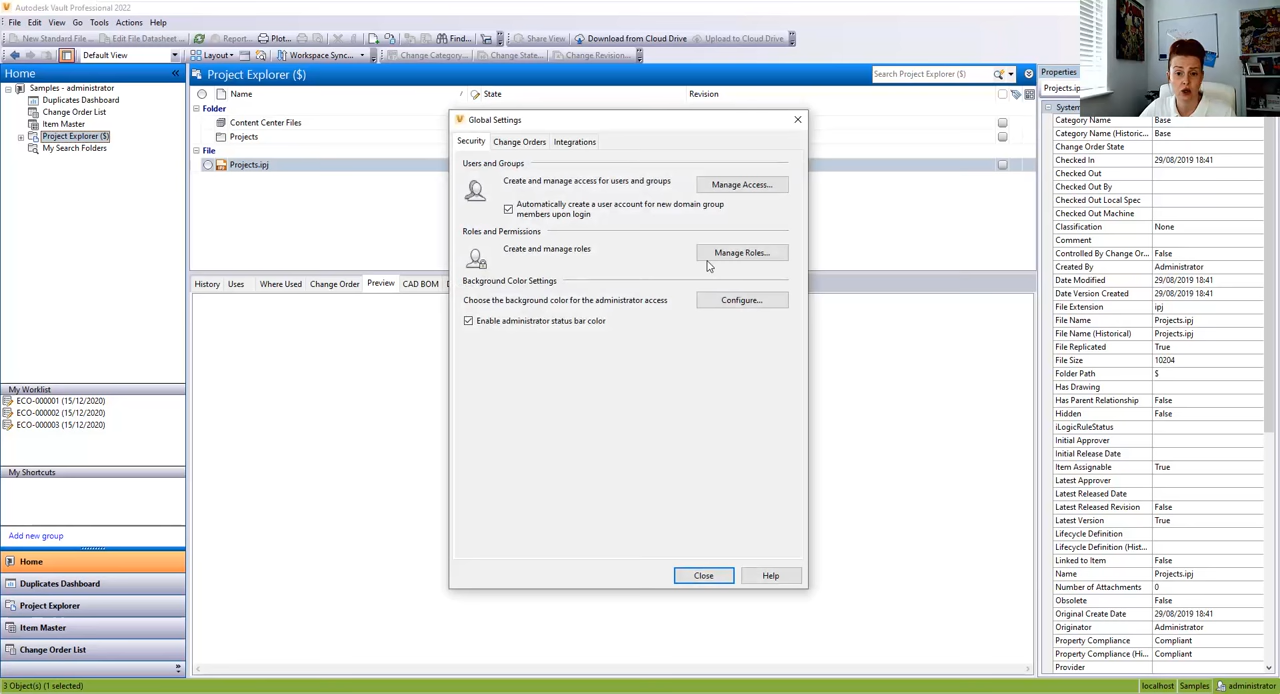 Autodesk Vault Professional 2022
File Edit View Go Tools Actions Help
New Standard File... Edit File Datasheet... Report... Plot... Find... Share View Download from Cloud Drive Upload to Cloud Drive
Default View Layout Workspace Sync... Change Category... Change State... Change Revision...
Home «
Samples - administrator
Duplicates Dashboard
Change Order List
Item Master
Project Explorer ($)
My Search Folders
My Worklist
ECO-000001 (15/12/2020)
ECO-000002 (15/12/2020)
ECO-000003 (15/12/2020)
My Shortcuts
Add new group
Home
Duplicates Dashboard
Project Explorer
Item Master
Change Order List
»
Project Explorer ($)
Search Project Explorer ($)
Name / State Revision
Folder
Content Center Files
Projects
File
Projects.ipj
History Uses Where Used Change Order Preview CAD BOM
Global Settings
Security Change Orders Integrations
Users and Groups
Create and manage access for users and groups Manage Access...
Automatically create a user account for new domain group
members upon login
Roles and Permissions
Create and manage roles Manage Roles...
Background Color Settings
Choose the background color for the administrator access Configure...
Enable administrator status bar color
Close Help
Properties
Projects.ip
System
Category Name Base
Category Name (Historic... Base
Change Order State
Checked In 29/08/2019 18:41
Checked Out
Checked Out By
Checked Out Local Spec
Checked Out Machine
Classification None
Comment
Controlled By Change Or... False
Created By Administrator
Date Modified 29/08/2019 18:41
Date Version Created 29/08/2019 18:41
File Extension ipj
File Name Projects.ipj
File Name (Historical) Projects.ipj
File Replicated True
File Size 10204
Folder Path $
Has Drawing
Has Parent Relationship False
Hidden False
iLogicRuleStatus
Initial Approver
Initial Release Date
Item Assignable True
Latest Approver
Latest Released Date
Latest Released Revision False
Latest Version True
Lifecycle Definition
Lifecycle Definition (Hist...
Linked to Item False
Name Projects.ipj
Number of Attachments 0
Obsolete False
Original Create Date 29/08/2019 18:41
Originator Administrator
Property Compliance Compliant
Property Compliance (Hi... Compliant
Provider
3 Object(s) (1 selected) localhost Samples administrator